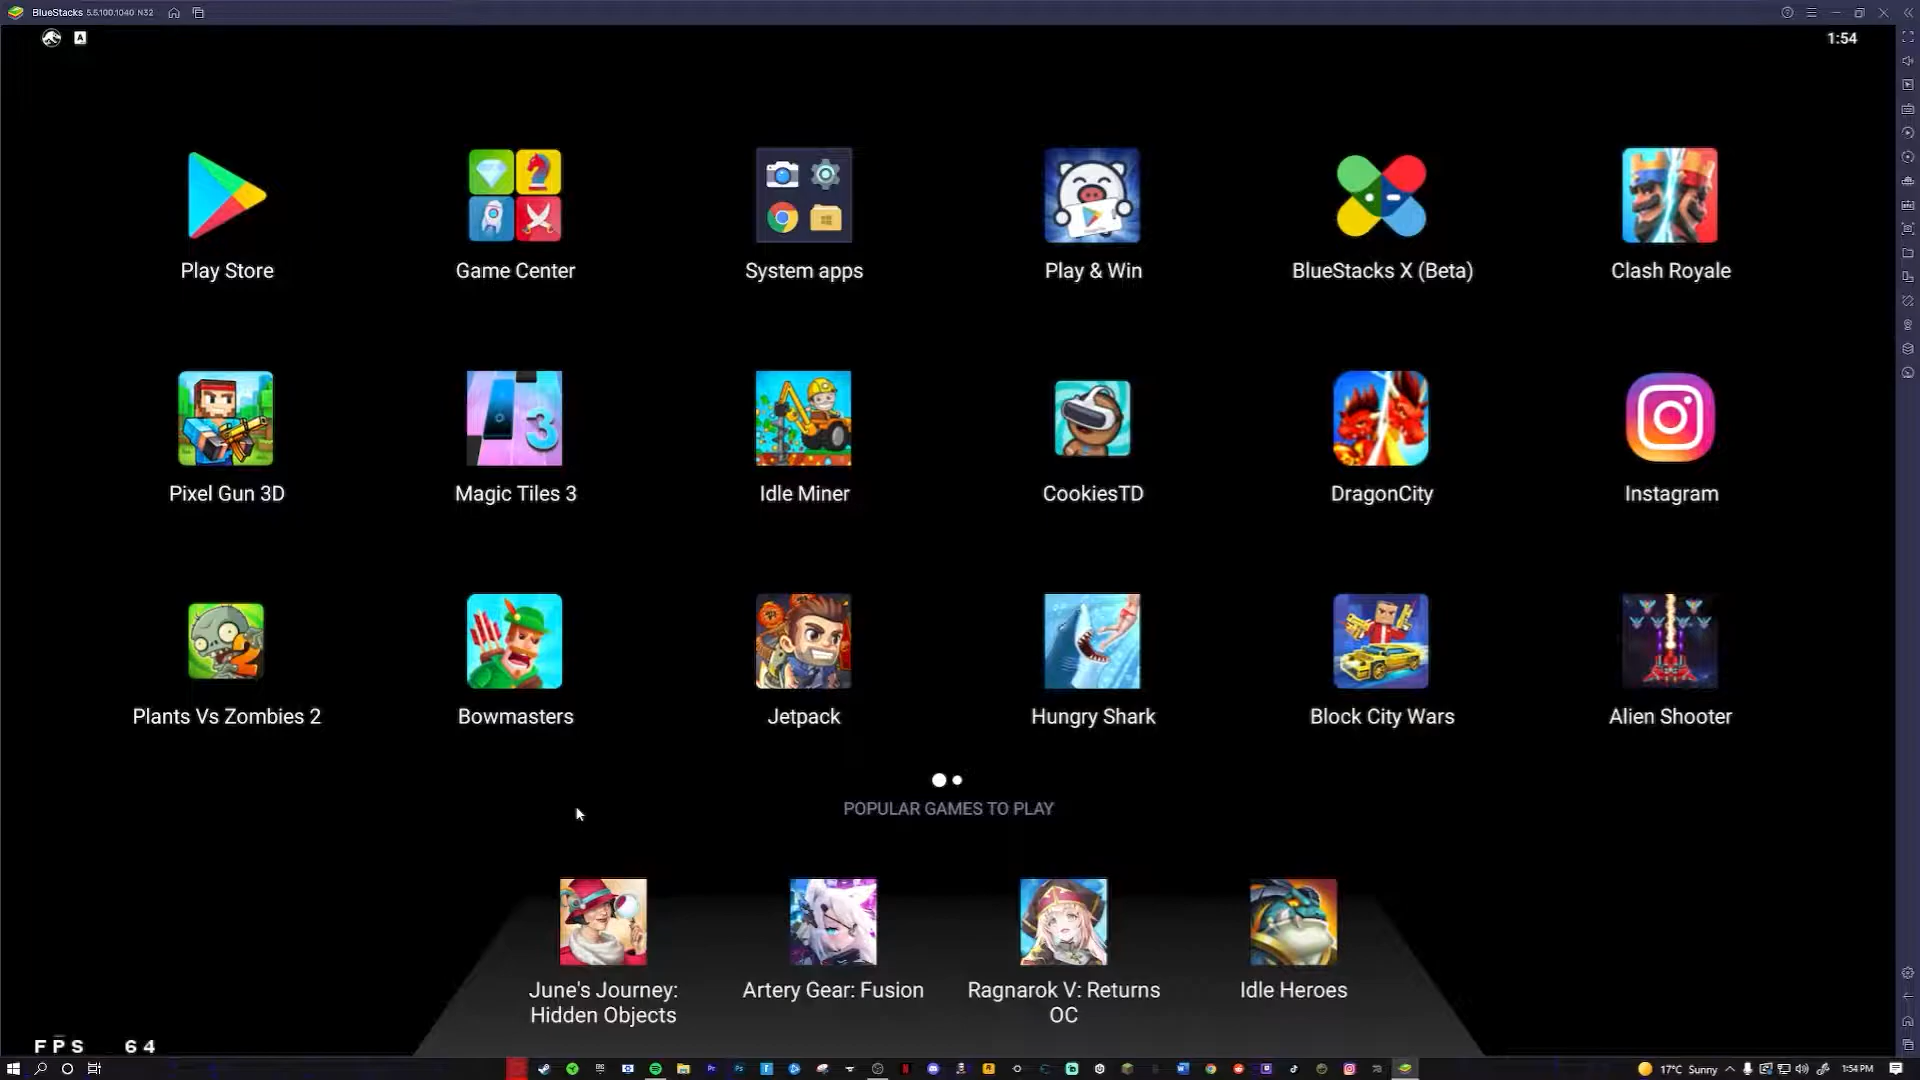 BlueStacks 5.5.100.1040 N32
A
1:54
Play Store
Game Center
System apps
Play & Win
BlueStacks X (Beta)
Clash Royale
3
Pixel Gun 3D
Magic Tiles 3
Idle Miner
CookiesTD
DragonCity
Instagram
2
Plants Vs Zombies 2
Bowmasters
Jetpack
Hungry Shark
Block City Wars
Alien Shooter
POPULAR GAMES TO PLAY
June's Journey:
Hidden Objects
Artery Gear: Fusion
Ragnarok V: Returns
OC
Idle Heroes
FPS 64
17°C Sunny
1:54 PM